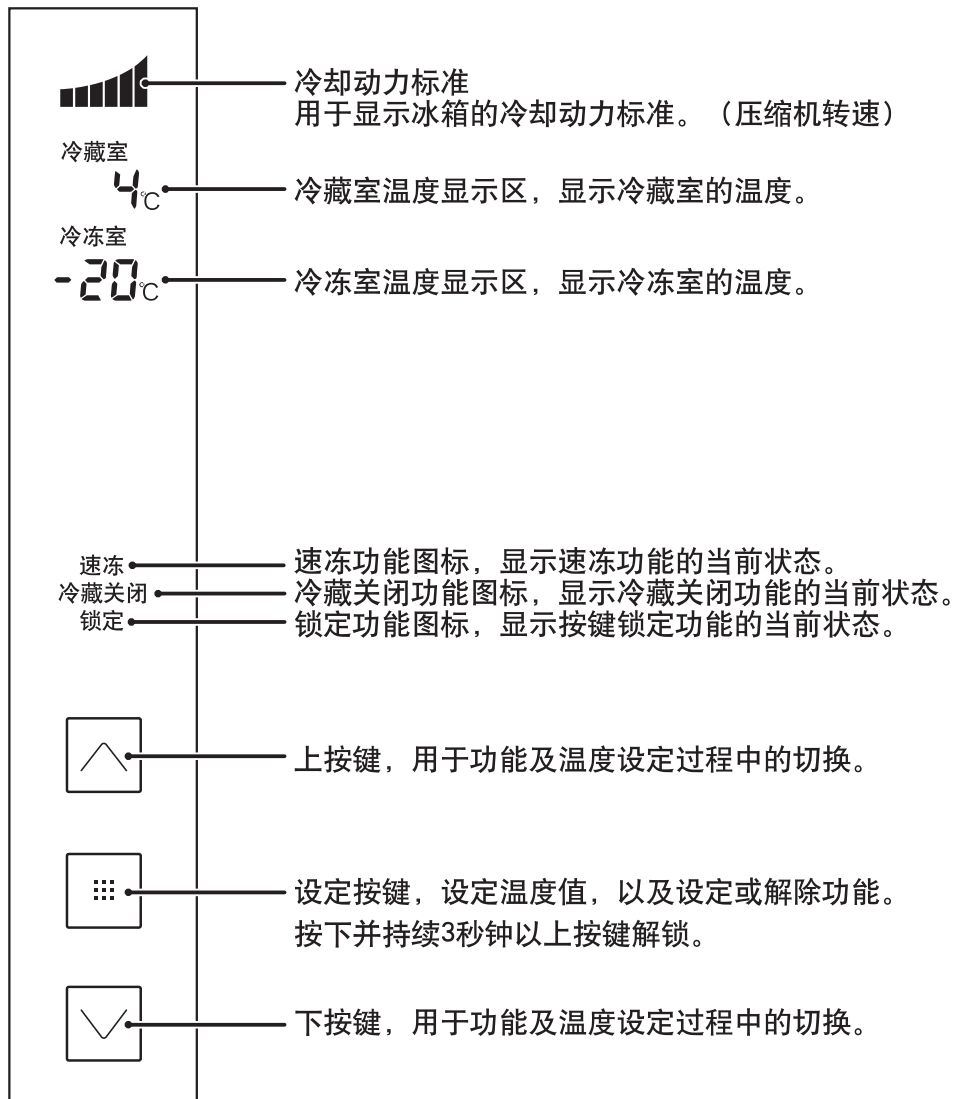 冷却动力标准
用于显示冰箱的冷却动力标准。（压缩机转速）
冷藏室
4℃
冷藏室温度显示区，显示冷藏室的温度。
冷冻室
-20℃
冷冻室温度显示区，显示冷冻室的温度。
速冻
速冻功能图标，显示速冻功能的当前状态。
冷藏关闭
冷藏关闭功能图标，显示冷藏关闭功能的当前状态。
锁定
锁定功能图标，显示按键锁定功能的当前状态。
上按键，用于功能及温度设定过程中的切换。
设定按键，设定温度值，以及设定或解除功能。
按下并持续3秒钟以上按键解锁。
下按键，用于功能及温度设定过程中的切换。